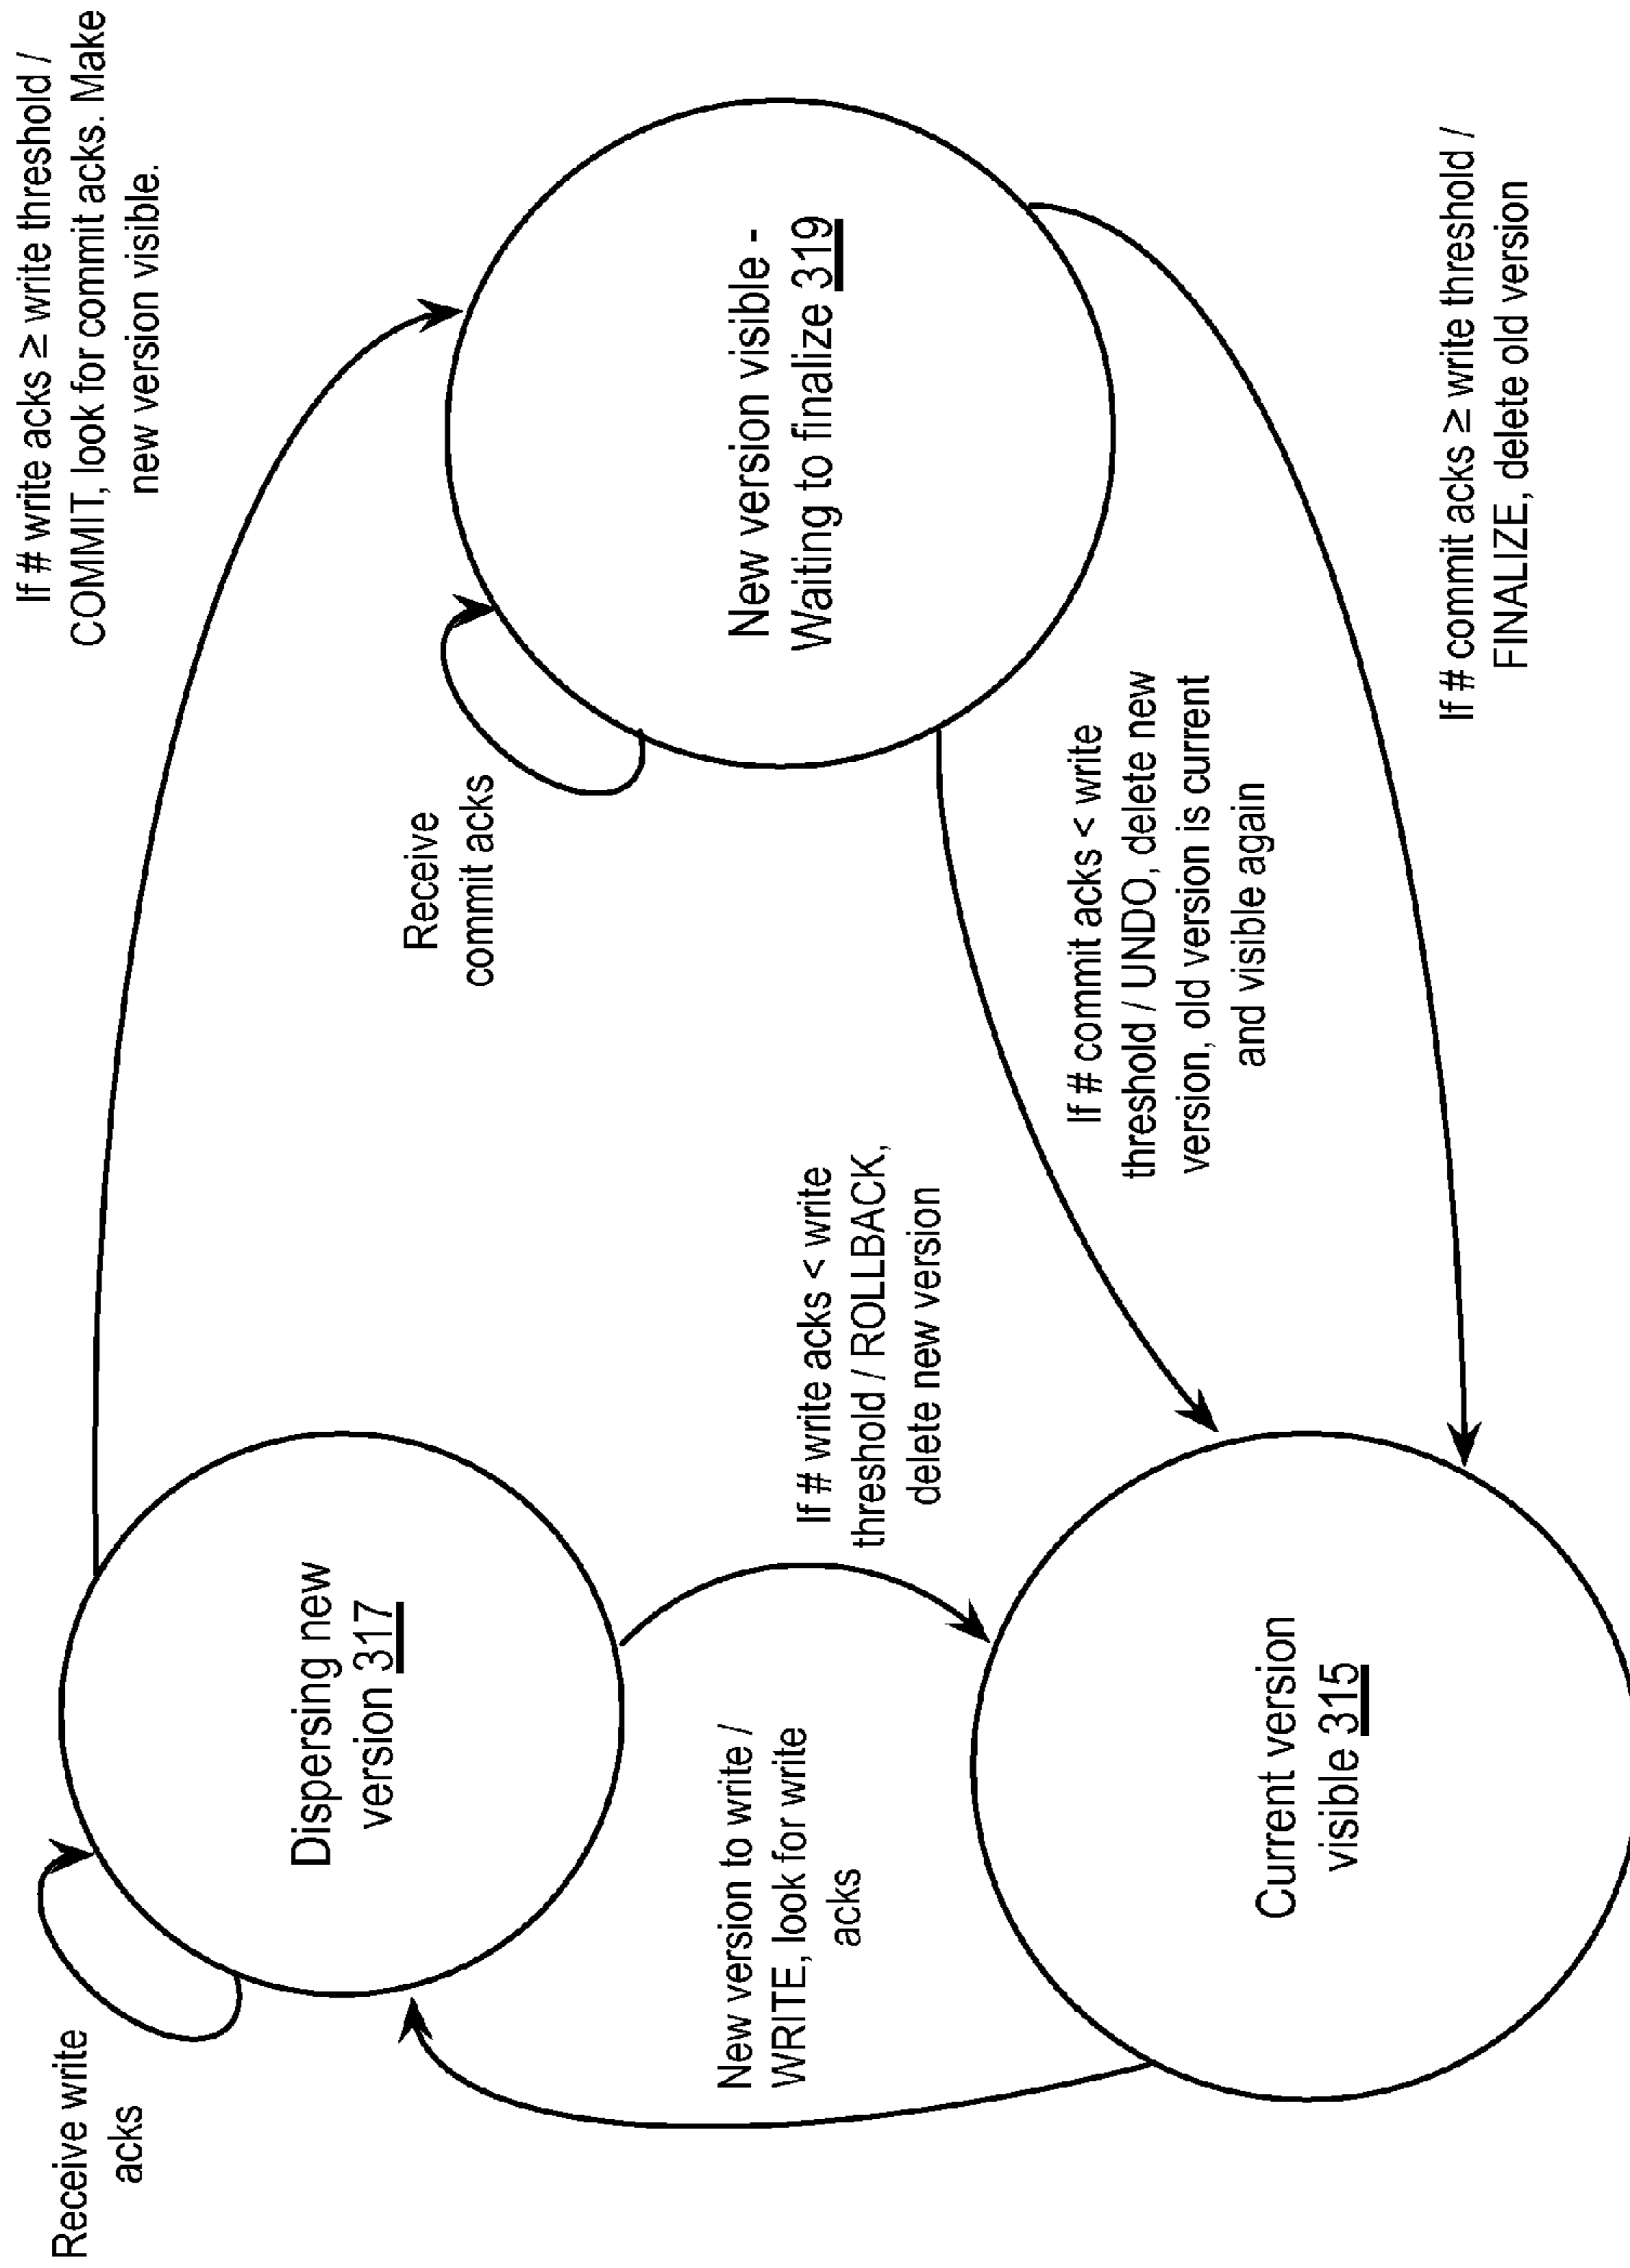 Receive write
acks
Dispersing new
version 317
If # write acks ≥ write threshold /
COMMIT, look for commit acks. Make
new version visible.
Receive
commit acks
New version visible -
Waiting to finalize 319
New version to write /
WRITE, look for write
acks
If # write acks < write
threshold / ROLLBACK,
delete new version
If # commit acks < write
threshold / UNDO, delete new
version, old version is current
and visible again
Current version
visible 315
If # commit acks ≥ write threshold /
FINALIZE, delete old version